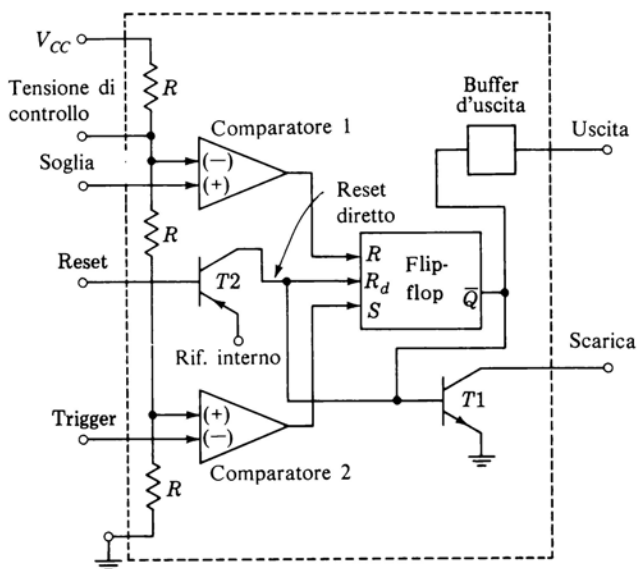 V_CC
Tensione di
controllo
Soglia
Reset
Trigger
R
R
R
Comparatore 1
(−)
(+)
Reset
diretto
T2
Rif. interno
(+)
(−)
Comparatore 2
R
R_d
S
Flip-
flop
Q̅
Buffer
d'uscita
Uscita
Scarica
T1